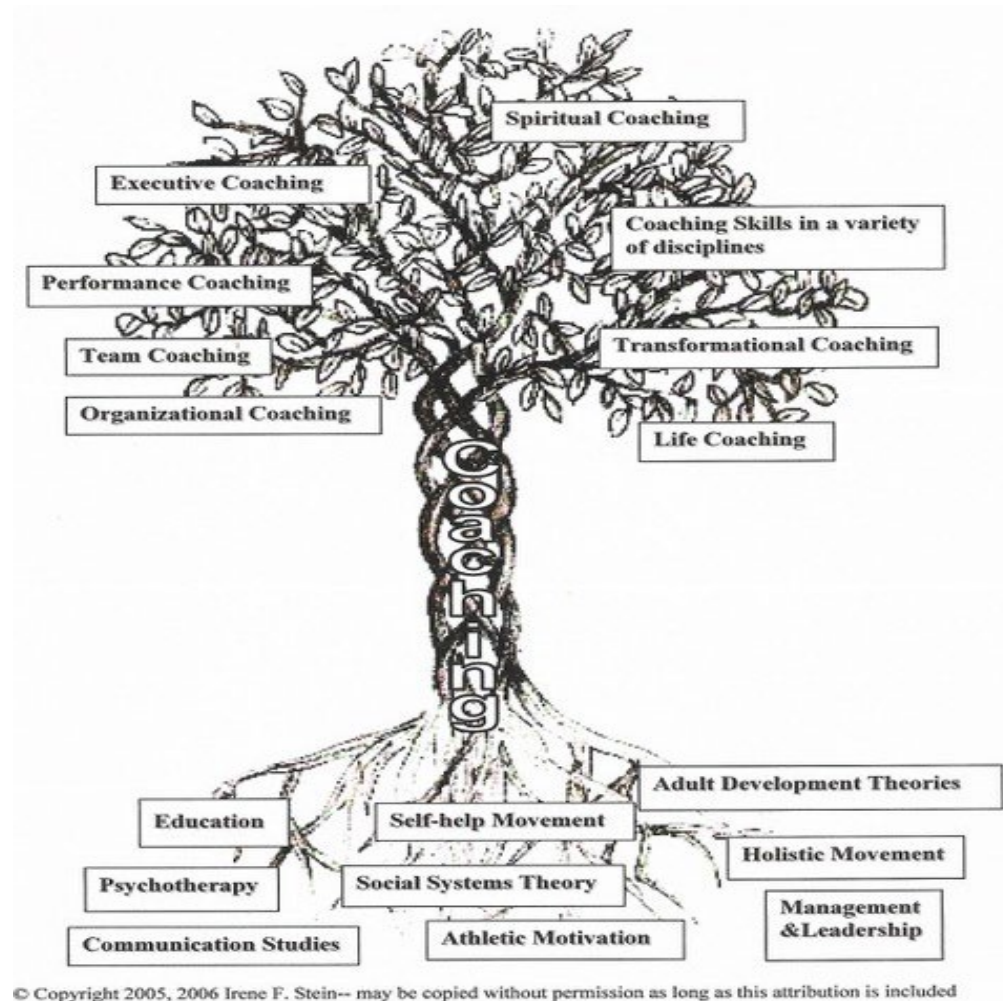 Spiritual Coaching
Executive Coaching
Coaching Skills in a variety
of disciplines
Performance Coaching
Team Coaching
Transformational Coaching
Organizational Coaching
Life Coaching
Coaching
Adult Development Theories
Education
Self-help Movement
Holistic Movement
Psychotherapy
Social Systems Theory
Management
&Leadership
Communication Studies
Athletic Motivation
© Copyright 2005, 2006 Irene F. Stein-- may be copied without permission as long as this attribution is included